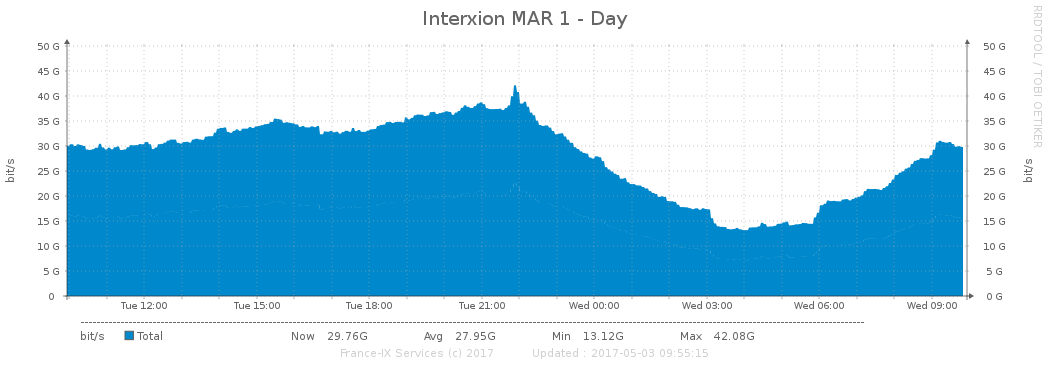 Interxion MAR 1 - Day
RRDTOOL / TOBI OETIKER
50 G 50 G
45 G 45 G
40 G 40 G
35 G 35 G
30 G 30 G
25 G 25 G
20 G 20 G
15 G 15 G
10 G 10 G
5 G 5 G
0 0 G
bit/s bit/s
Tue 12:00 Tue 15:00 Tue 18:00 Tue 21:00 Wed 00:00 Wed 03:00 Wed 06:00 Wed 09:00
bit/s Total Now 29.76G Avg 27.95G Min 13.12G Max 42.08G
France-IX Services (c) 2017 Updated : 2017-05-03 09:55:15